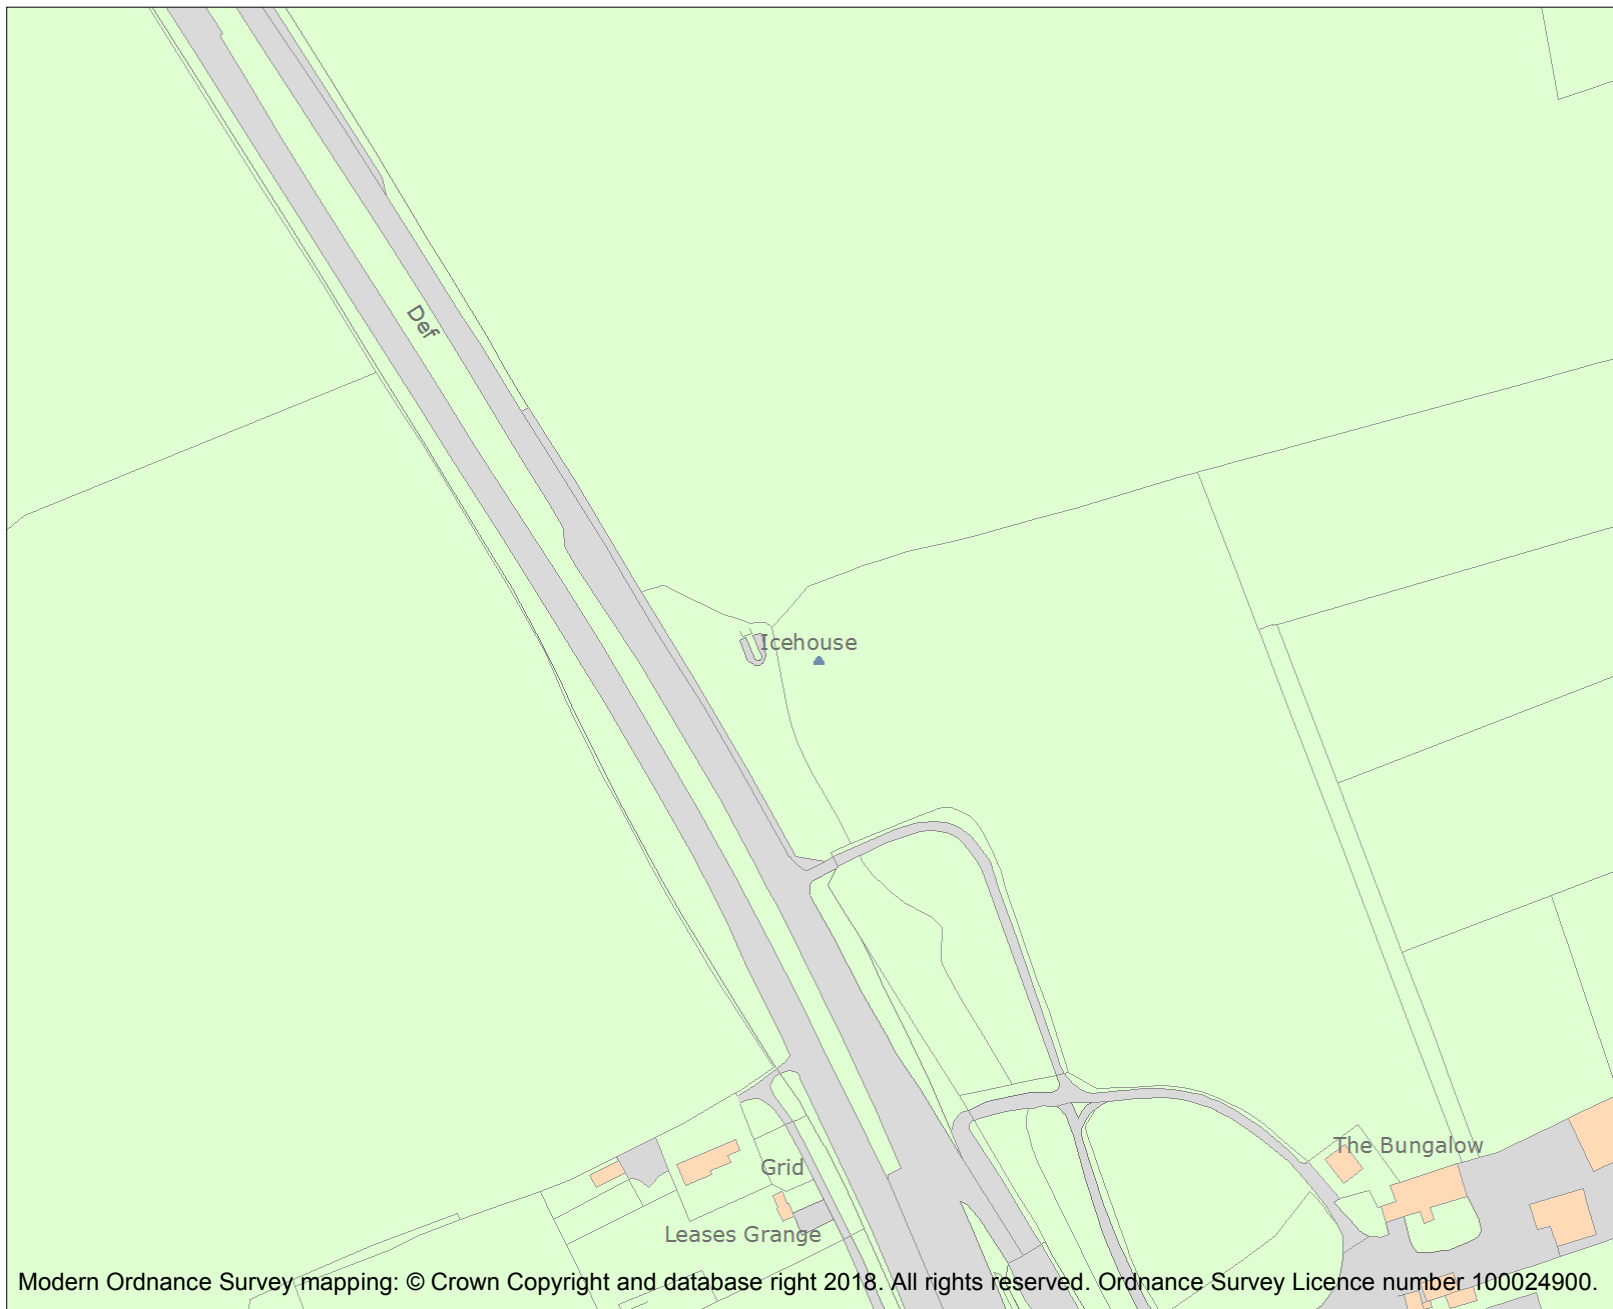 Def
Icehouse
The Bungalow
Grid
Leases Grange
Modern Ordnance Survey mapping: © Crown Copyright and database right 2018. All rights reserved. Ordnance Survey Licence number 100024900.